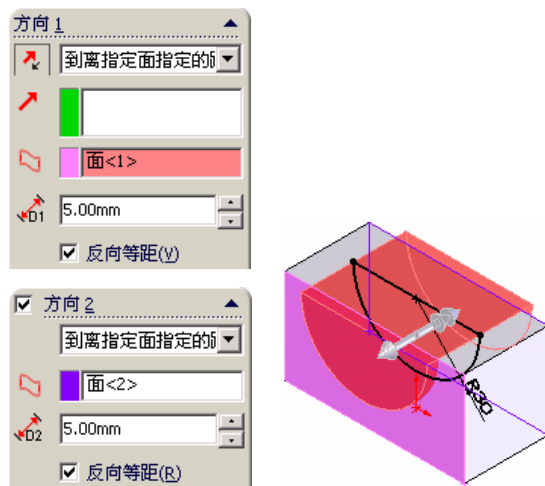 方向1
到离指定面指定的
面<1>
D1
5.00mm
反向等距(V)
方向2
到离指定面指定的
面<2>
D2
5.00mm
反向等距(R)
R30